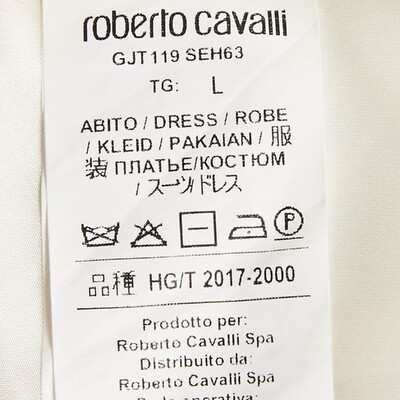 roberto cavalli
GJT119 SEH63
TG: L
ABITO / DRESS / ROBE
/ KLEID / PAKAIAN / 服
装 ПЛАТЬЕ/КОСТЮМ
/ スーツ/ドレス
P
品種 HG/T 2017-2000
Prodotto per:
Roberto Cavalli Spa
Distribuito da:
Roberto Cavalli Spa